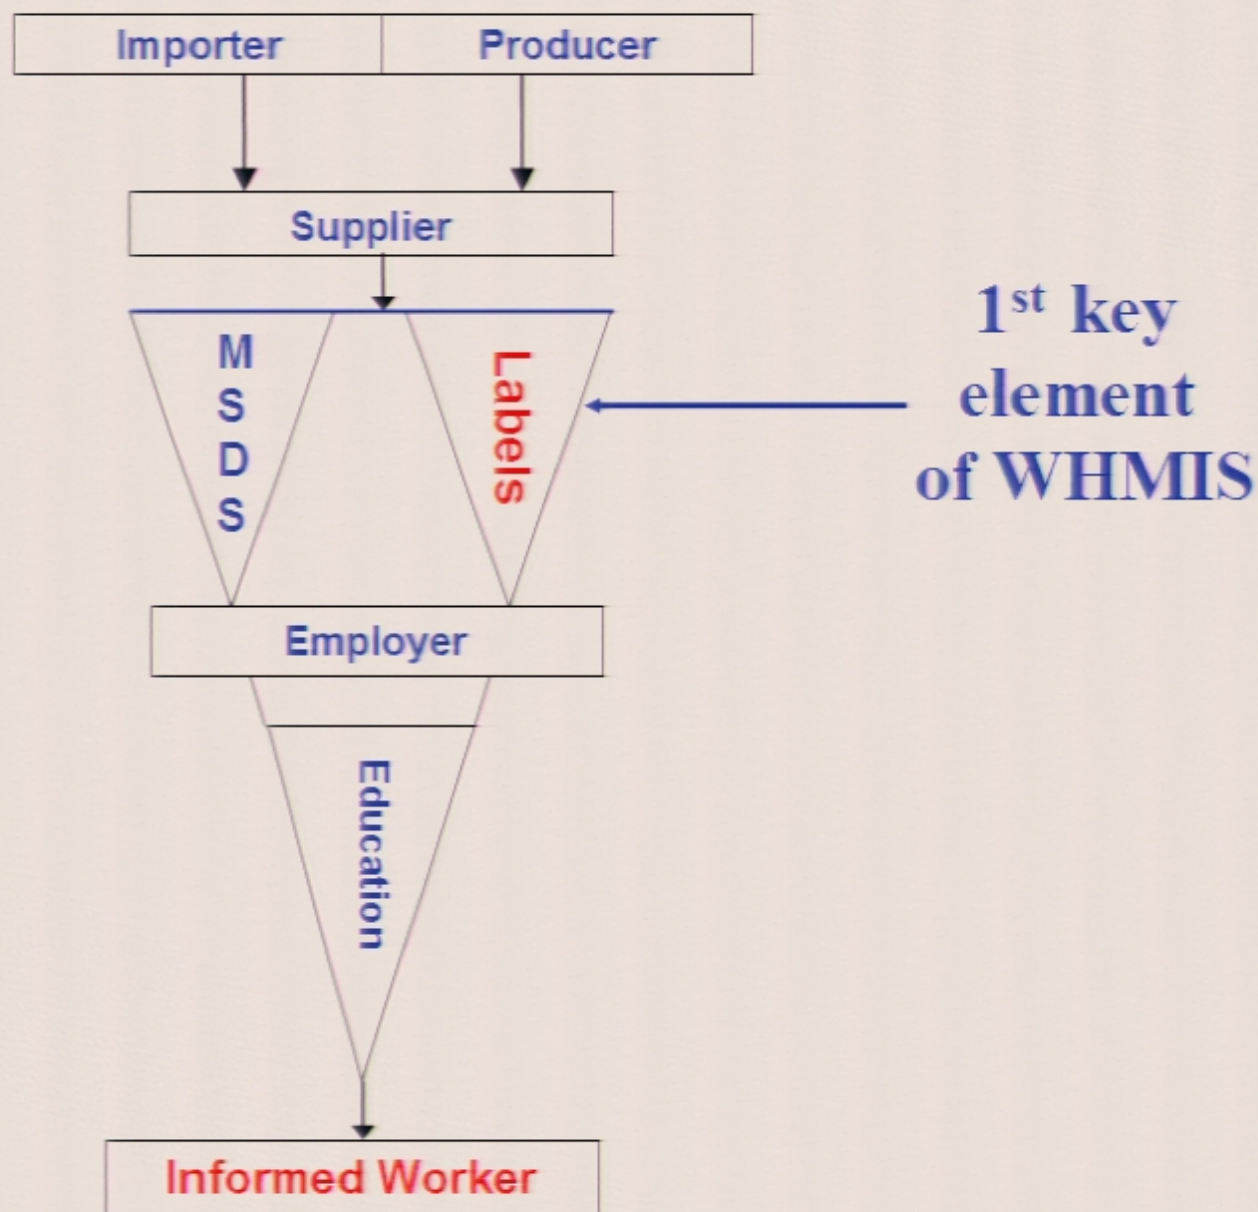 Importer
Producer
Supplier
MSDS
Labels
1st key
element
of WHMIS
Employer
Education
Informed Worker